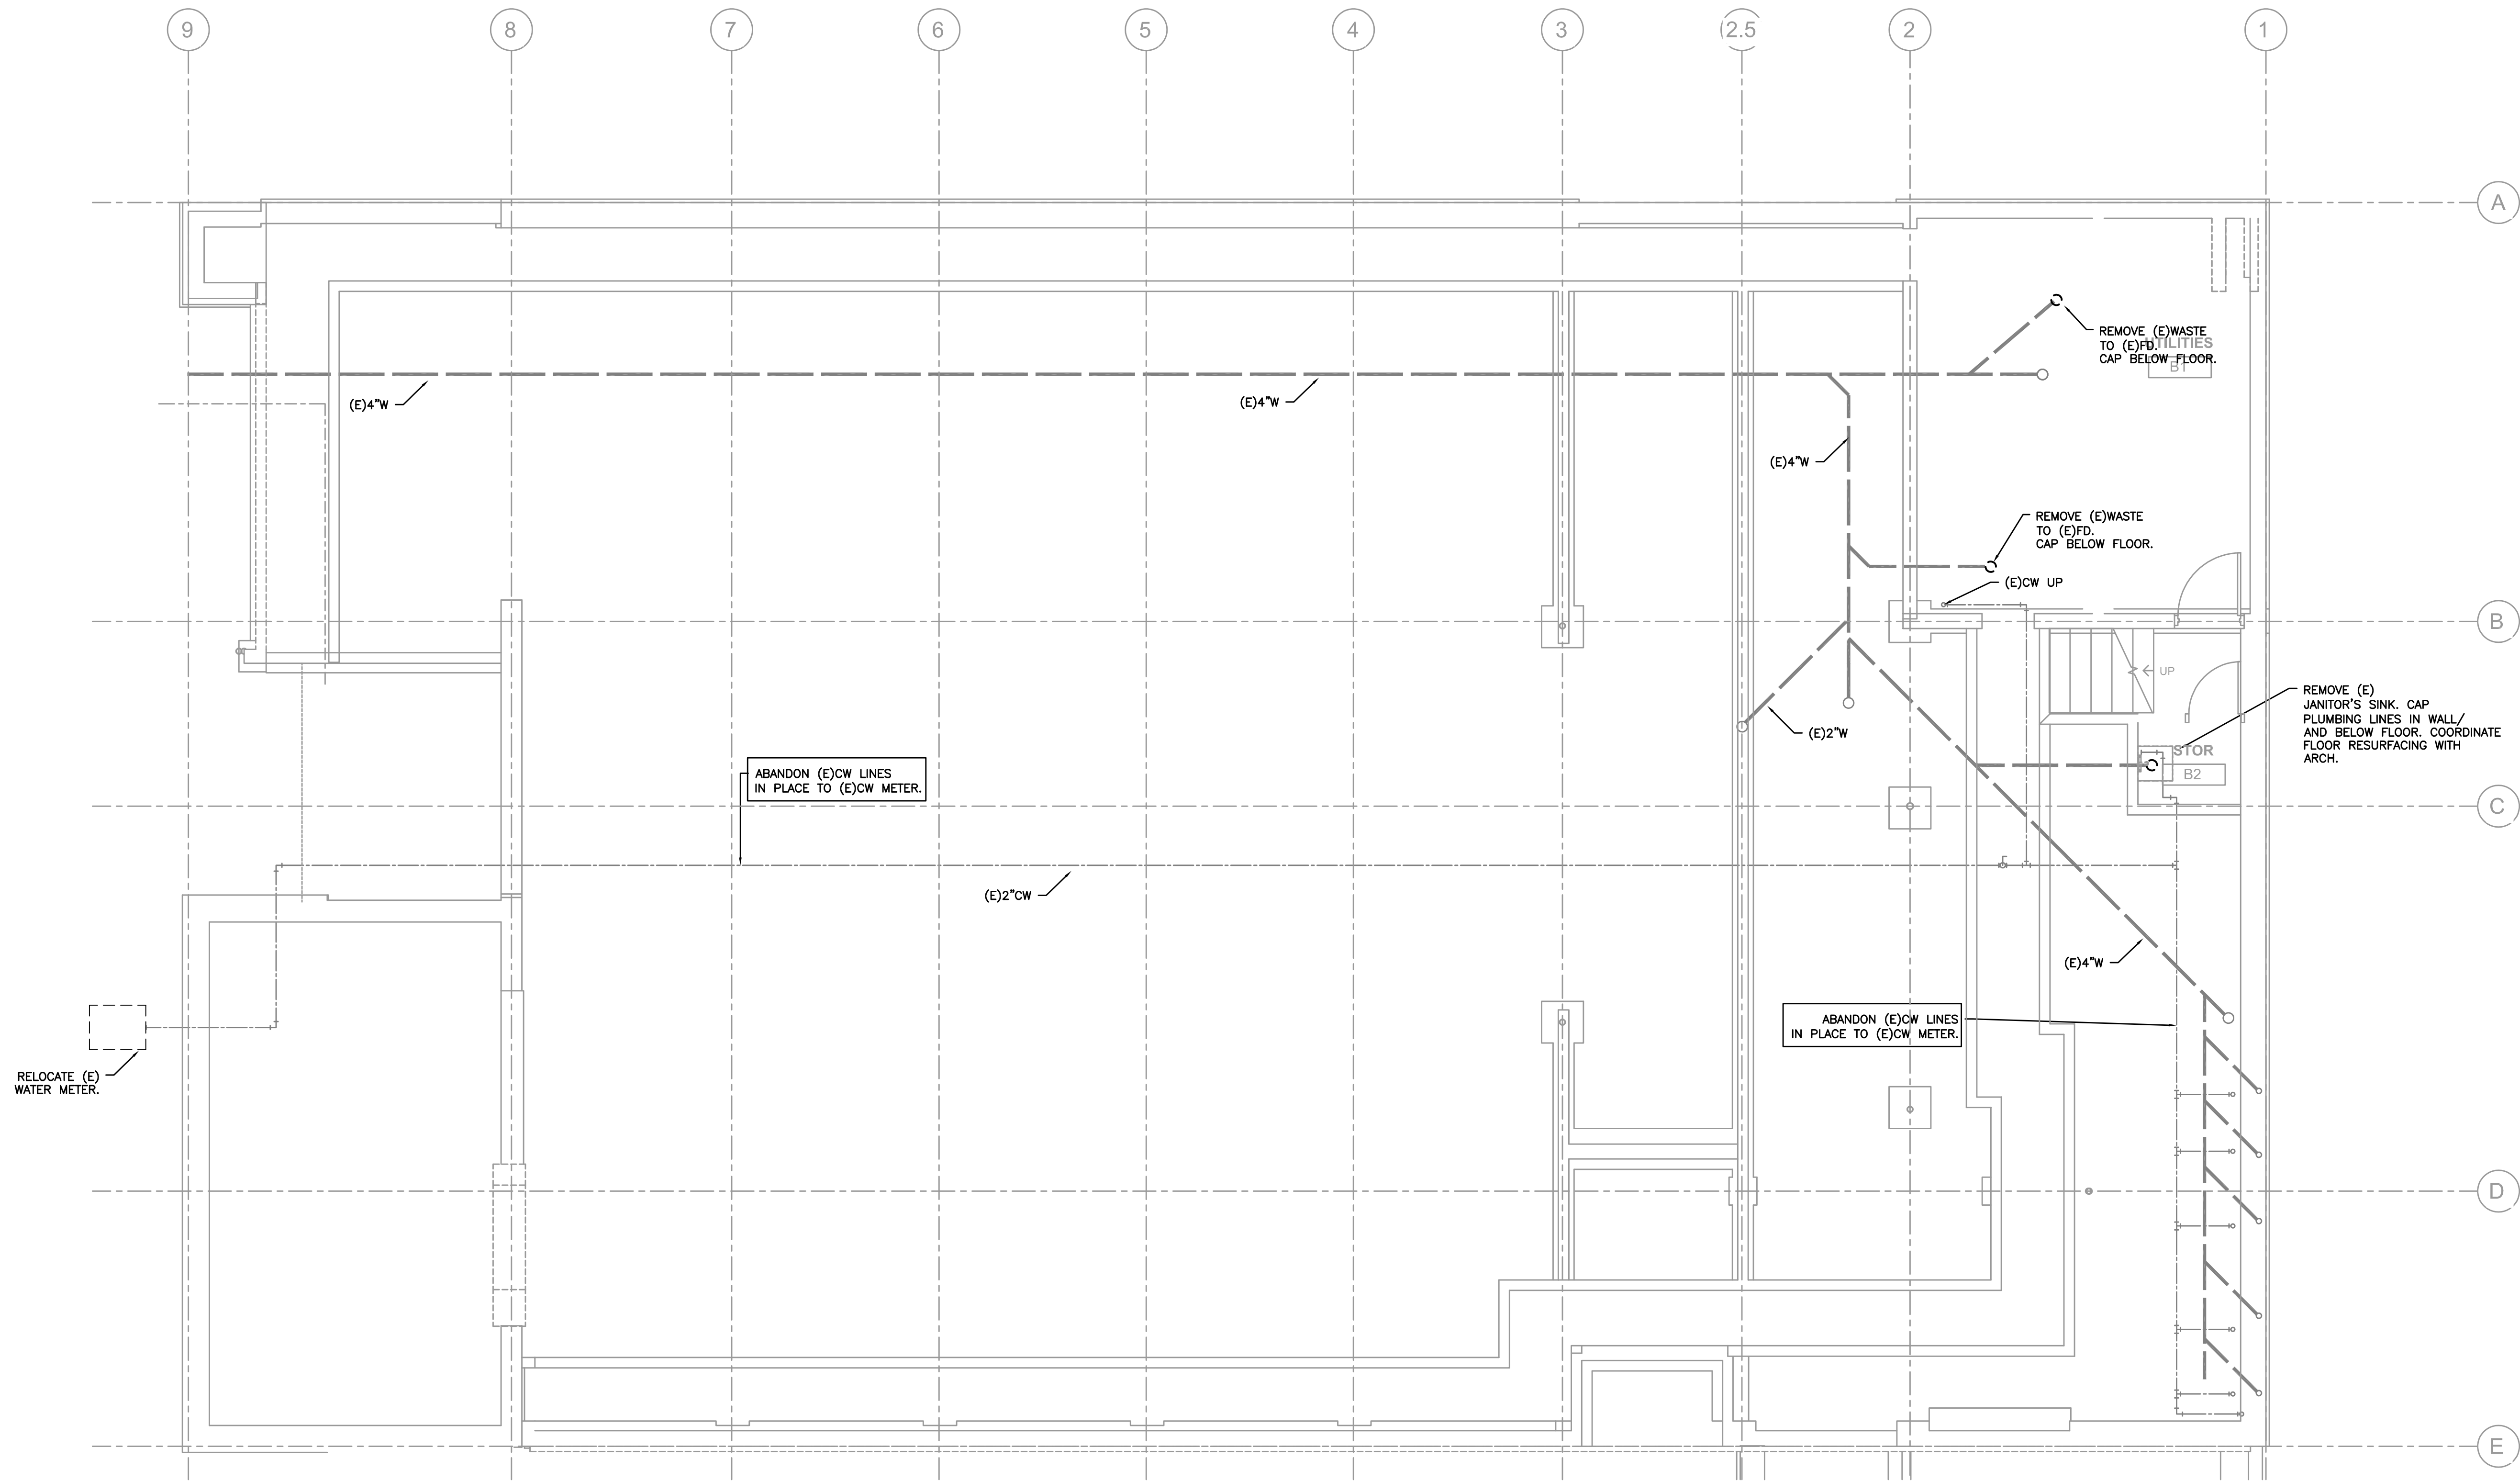 9
8
7
6
5
4
3
2.5
2
1
A
REMOVE (E)WASTE
TO (E)FD.
CAP BELOW FLOOR.
UTILITIES
B1
(E)4"W
(E)4"W
(E)4"W
REMOVE (E)WASTE
TO (E)FD.
CAP BELOW FLOOR.
(E)CW UP
B
UP
REMOVE (E)
JANITOR'S SINK. CAP
PLUMBING LINES IN WALL/
AND BELOW FLOOR. COORDINATE
FLOOR RESURFACING WITH
ARCH.
(E)2"W
STOR
B2
ABANDON (E)CW LINES
IN PLACE TO (E)CW METER.
C
(E)2"CW
(E)4"W
ABANDON (E)CW LINES
IN PLACE TO (E)CW METER.
RELOCATE (E)
WATER METER.
D
E